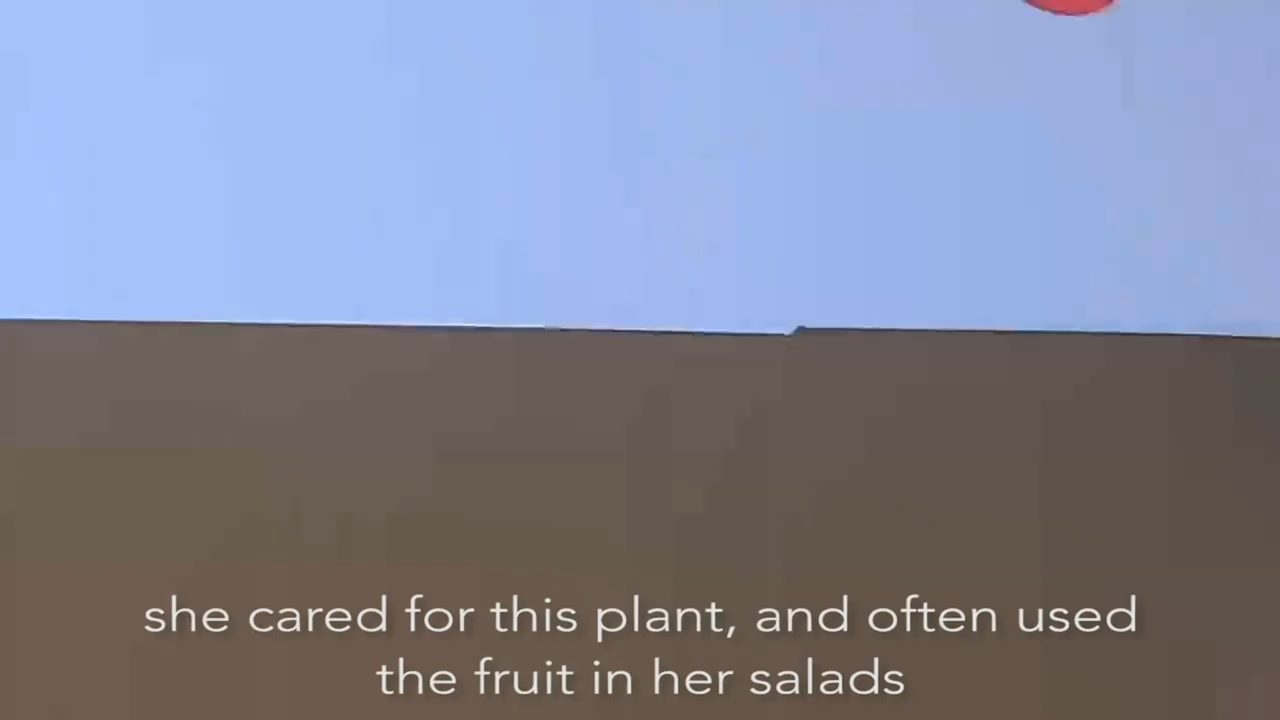 she cared for this plant, and often used
the fruit in her salads